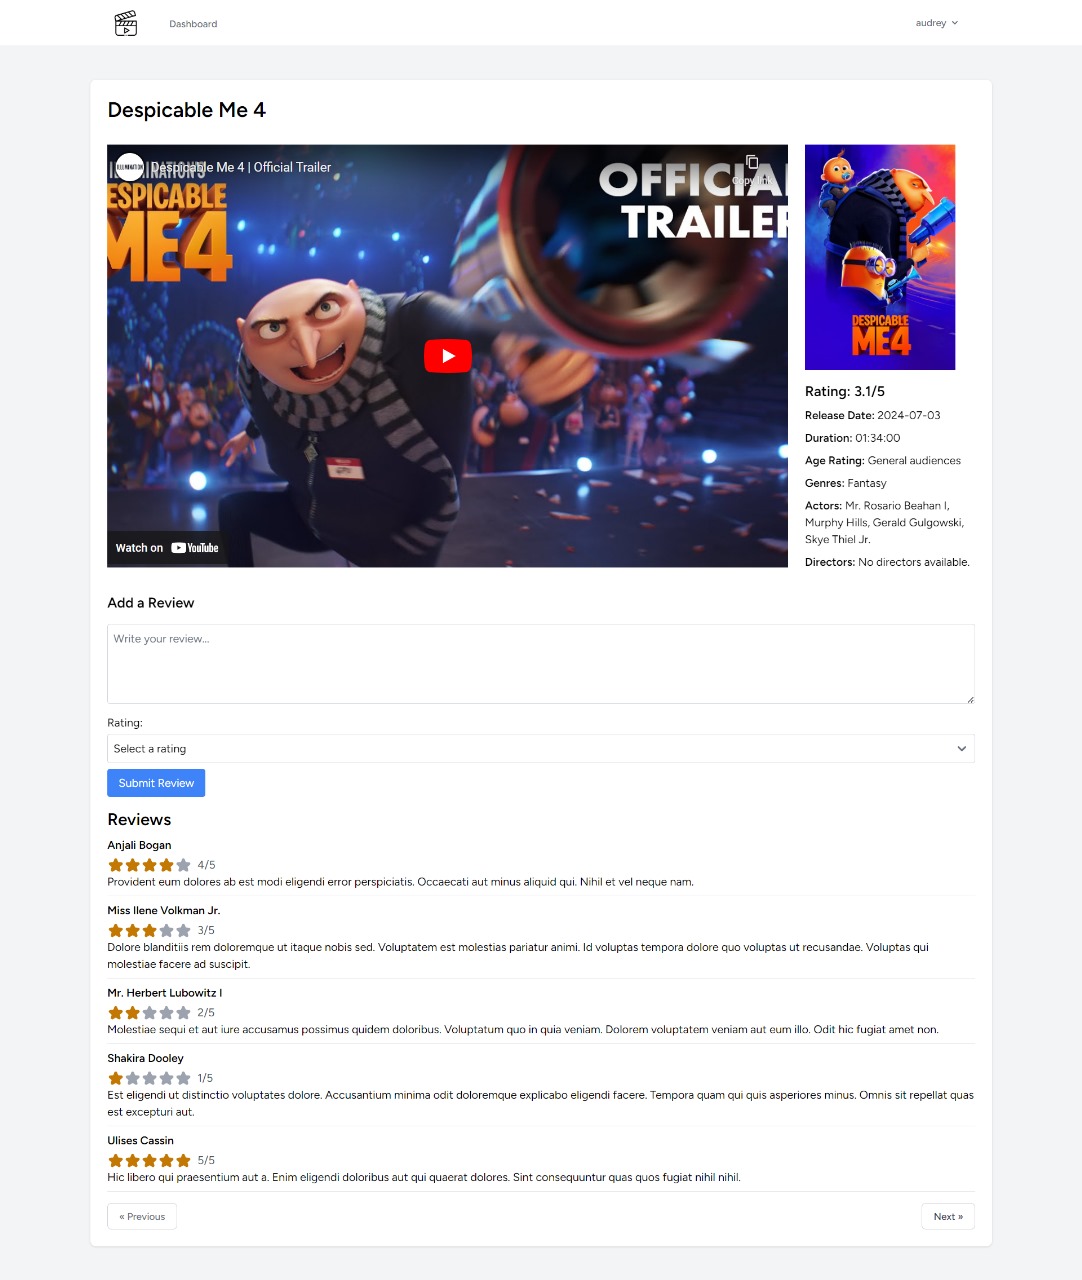 Dashboard
audrey
Despicable Me 4
ILLUMINATION
Despicable Me 4 | Official Trailer
ILLUMINATION'S
ESPICABLE
ME4
OFFICIAL
TRAILER
Watch on YouTube
DESPICABLE
ME4
Rating: 3.1/5
Release Date: 2024-07-03
Duration: 01:34:00
Age Rating: General audiences
Genres: Fantasy
Actors: Mr. Rosario Beahan I,
Murphy Hills, Gerald Gulgowski,
Skye Thiel Jr.
Directors: No directors available.
Add a Review
Write your review...
Rating:
Select a rating
Submit Review
Reviews
Anjali Bogan
4/5
Provident eum dolores ab est modi eligendi error perspiciatis. Occaecati aut minus aliquid qui. Nihil et vel neque nam.
Miss Ilene Volkman Jr.
3/5
Dolore blanditiis rem doloremque ut itaque nobis sed. Voluptatem est molestias pariatur animi. Id voluptas tempora dolore quo voluptas ut recusandae. Voluptas qui
molestiae facere ad suscipit.
Mr. Herbert Lubowitz I
2/5
Molestiae sequi et aut iure accusamus possimus quidem doloribus. Voluptatum quo in quia veniam. Dolorem voluptatem veniam aut eum illo. Odit hic fugiat amet non.
Shakira Dooley
1/5
Est eligendi ut distinctio voluptates dolore. Accusantium minima odit doloremque explicabo eligendi facere. Tempora quam qui quis asperiores minus. Omnis sit repellat quas
est excepturi aut.
Ulises Cassin
5/5
Hic libero qui praesentium aut a. Enim eligendi doloribus aut qui quaerat dolores. Sint consequuntur quas quos fugiat nihil nihil.
« Previous
Next »